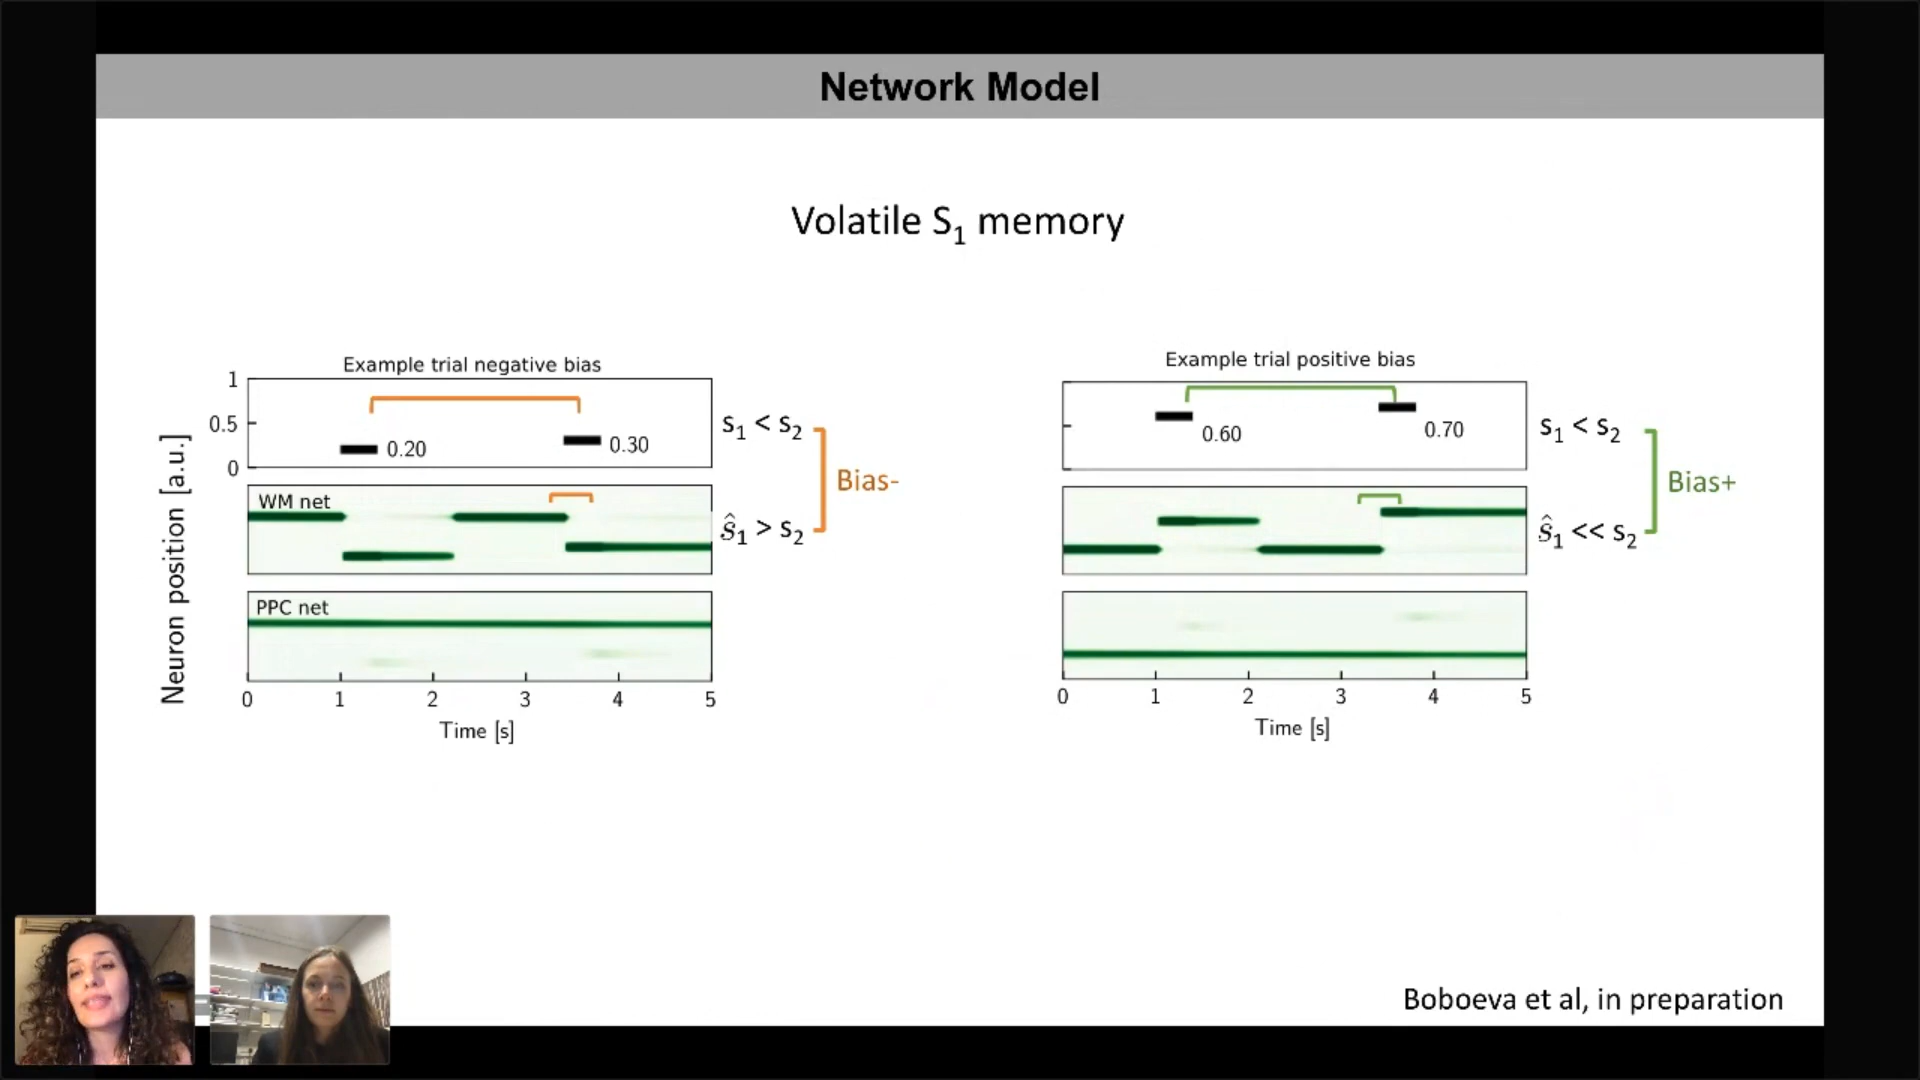 Network Model
Volatile S₁ memory
Example trial negative bias
1
0.5
0
0.20
0.30
s₁ < s₂
Bias-
WM net
ŝ₁ > s₂
PPC net
Neuron position [a.u.]
0 1 2 3 4 5
Time [s]
Example trial positive bias
0.60
0.70
s₁ < s₂
Bias+
ŝ₁ << s₂
0 1 2 3 4 5
Time [s]
Boboeva et al, in preparation